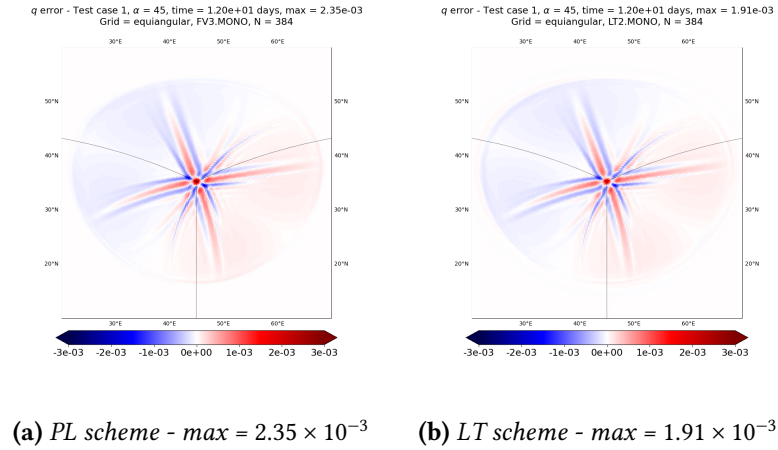 q error - Test case 1, α = 45, time = 1.20e+01 days, max = 2.35e-03
Grid = equiangular, FV3.MONO, N = 384
30°E 40°E 50°E 60°E
50°N 50°N
40°N 40°N
30°N 30°N
20°N 20°N
30°E 40°E 50°E 60°E
-3e-03 -2e-03 -1e-03 0e+00 1e-03 2e-03 3e-03
(a) PL scheme - max = 2.35 × 10⁻³
q error - Test case 1, α = 45, time = 1.20e+01 days, max = 1.91e-03
Grid = equiangular, LT2.MONO, N = 384
30°E 40°E 50°E 60°E
50°N 50°N
40°N 40°N
30°N 30°N
20°N 20°N
30°E 40°E 50°E 60°E
-3e-03 -2e-03 -1e-03 0e+00 1e-03 2e-03 3e-03
(b) LT scheme - max = 1.91 × 10⁻³